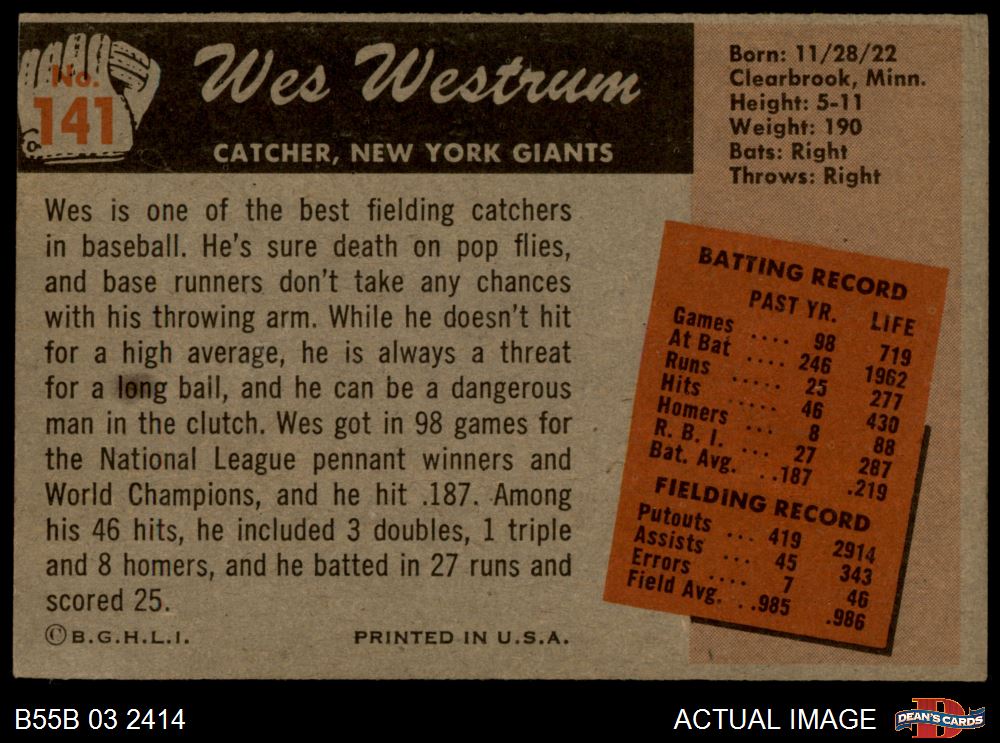 No.
141
Wes Westrum
CATCHER, NEW YORK GIANTS
Born: 11/28/22
Clearbrook, Minn.
Height: 5-11
Weight: 190
Bats: Right
Throws: Right
Wes is one of the best fielding catchers
in baseball. He's sure death on pop flies,
and base runners don't take any chances
with his throwing arm. While he doesn't hit
for a high average, he is always a threat
for a long ball, and he can be a dangerous
man in the clutch. Wes got in 98 games for
the National League pennant winners and
World Champions, and he hit .187. Among
his 46 hits, he included 3 doubles, 1 triple
and 8 homers, and he batted in 27 runs and
scored 25.
©B.G.H.L.I. PRINTED IN U.S.A.
BATTING RECORD
PAST YR. LIFE
Games .... 98 719
At Bat .... 246 1962
Runs ..... 25 277
Hits ..... 46 430
Homers ... 8 88
R. B. I. ... 27 287
Bat. Avg. ..187 .219
FIELDING RECORD
Putouts ... 419 2914
Assists ... 45 343
Errors .... 7 46
Field Avg. ..985 .986
B55B 03 2414
ACTUAL IMAGE
D
DEAN'S CARDS